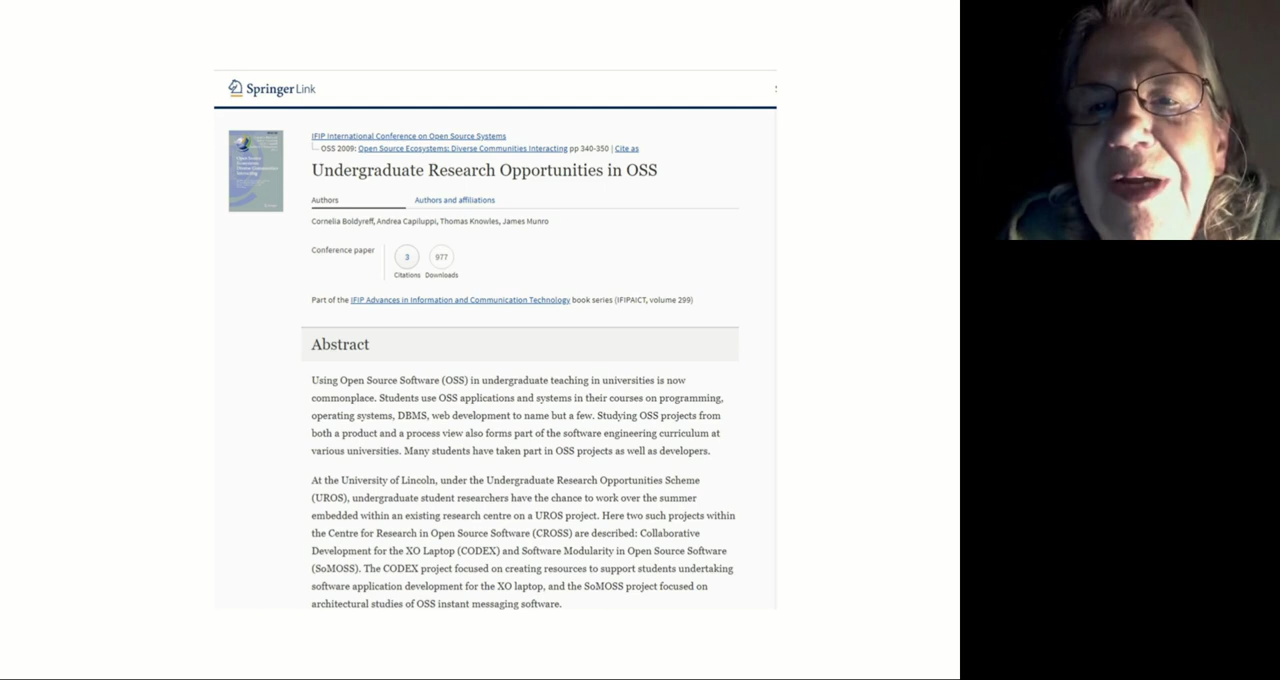 Springer Link
IFIP International Conference on Open Source Systems
OSS 2009: Open Source Ecosystems: Diverse Communities Interacting pp 340-350 | Cite as
Undergraduate Research Opportunities in OSS
Authors Authors and affiliations
Cornelia Boldyreff, Andrea Capiluppi, Thomas Knowles, James Munro
Conference paper
3 977
Citations Downloads
Part of the IFIP Advances in Information and Communication Technology book series (IFIPAICT, volume 299)
Abstract
Using Open Source Software (OSS) in undergraduate teaching in universities is now
commonplace. Students use OSS applications and systems in their courses on programming,
operating systems, DBMS, web development to name but a few. Studying OSS projects from
both a product and a process view also forms part of the software engineering curriculum at
various universities. Many students have taken part in OSS projects as well as developers.
At the University of Lincoln, under the Undergraduate Research Opportunities Scheme
(UROS), undergraduate student researchers have the chance to work over the summer
embedded within an existing research centre on a UROS project. Here two such projects within
the Centre for Research in Open Source Software (CROSS) are described: Collaborative
Development for the XO Laptop (CODEX) and Software Modularity in Open Source Software
(SoMOSS). The CODEX project focused on creating resources to support students undertaking
software application development for the XO laptop, and the SoMOSS project focused on
architectural studies of OSS instant messaging software.